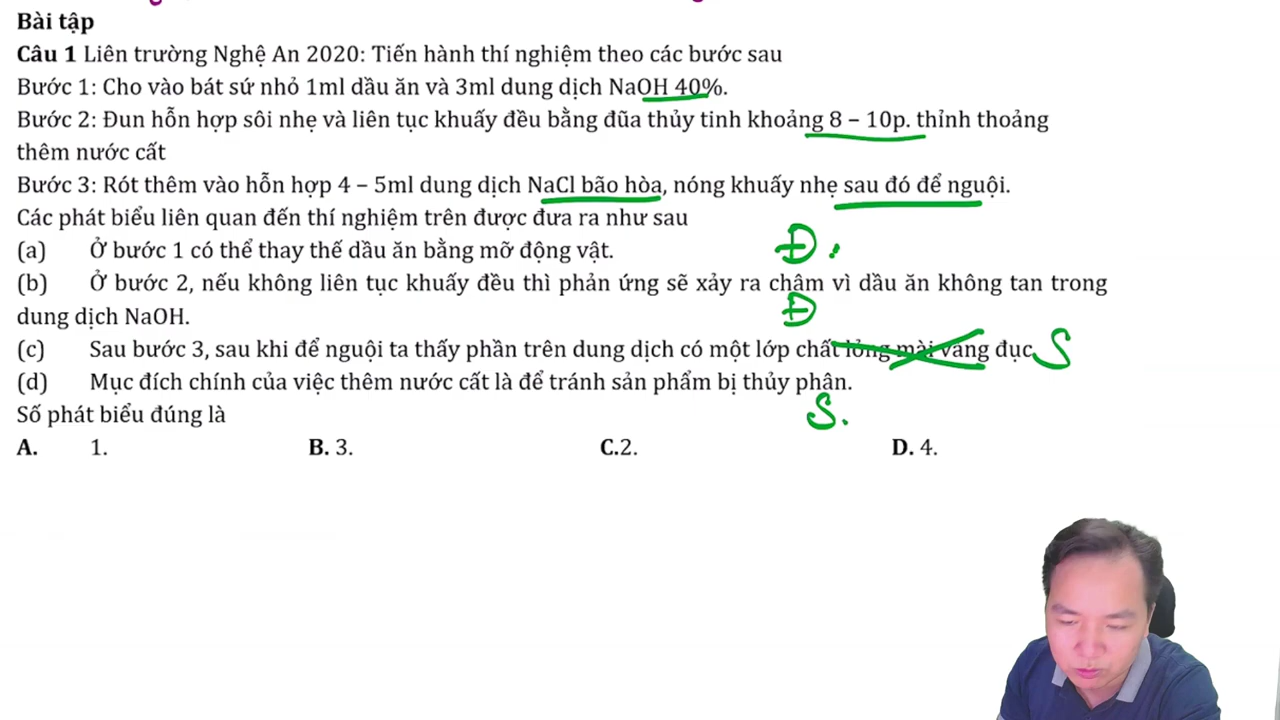 Bài tập
Câu 1 Liên trường Nghệ An 2020: Tiến hành thí nghiệm theo các bước sau
Bước 1: Cho vào bát sứ nhỏ 1ml dầu ăn và 3ml dung dịch NaOH 40%.
Bước 2: Đun hỗn hợp sôi nhẹ và liên tục khuấy đều bằng đũa thủy tinh khoảng 8 – 10p. thỉnh thoảng
thêm nước cất
Bước 3: Rót thêm vào hỗn hợp 4 – 5ml dung dịch NaCl bão hòa, nóng khuấy nhẹ sau đó để nguội.
Các phát biểu liên quan đến thí nghiệm trên được đưa ra như sau
(a) Ở bước 1 có thể thay thế dầu ăn bằng mỡ động vật. Đ.
(b) Ở bước 2, nếu không liên tục khuấy đều thì phản ứng sẽ xảy ra chậm vì dầu ăn không tan trong
dung dịch NaOH. Đ
(c) Sau bước 3, sau khi để nguội ta thấy phần trên dung dịch có một lớp chất lỏng mài vàng đục S
(d) Mục đích chính của việc thêm nước cất là để tránh sản phẩm bị thủy phân.
Số phát biểu đúng là S.
A. 1. B. 3. C.2. D. 4.